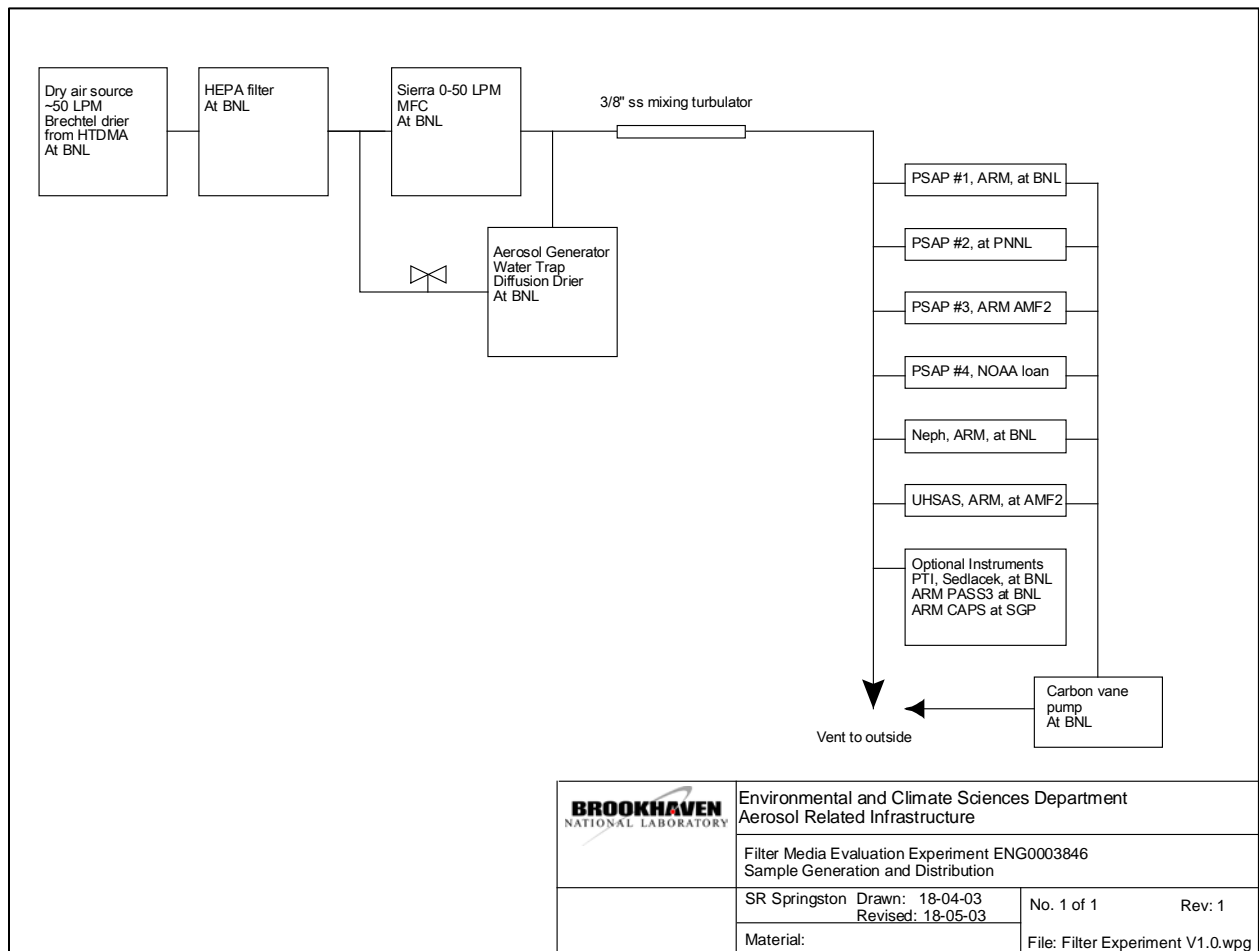 Dry air source
~50 LPM
Brechtel drier
from HTDMA
At BNL
HEPA filter
At BNL
Sierra 0-50 LPM
MFC
At BNL
3/8" ss mixing turbulator
Aerosol Generator
Water Trap
Diffusion Drier
At BNL
PSAP #1, ARM, at BNL
PSAP #2, at PNNL
PSAP #3, ARM AMF2
PSAP #4, NOAA loan
Neph, ARM, at BNL
UHSAS, ARM, at AMF2
Optional Instruments
PTI, Sedlacek, at BNL
ARM PASS3 at BNL
ARM CAPS at SGP
Carbon vane
pump
At BNL
Vent to outside
BROOKHAVEN
NATIONAL LABORATORY
Environmental and Climate Sciences Department
Aerosol Related Infrastructure
Filter Media Evaluation Experiment ENG0003846
Sample Generation and Distribution
SR Springston Drawn: 18-04-03
Revised: 18-05-03
No. 1 of 1 Rev: 1
Material:
File: Filter Experiment V1.0.wpg